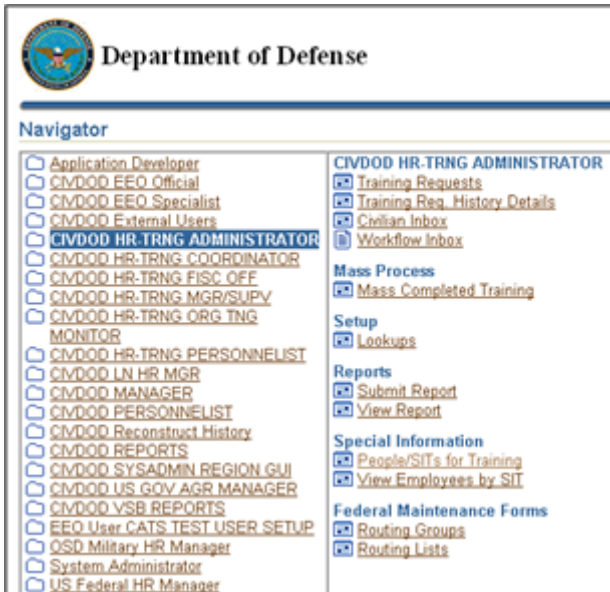 Department of Defense
Navigator
Application Developer
CIVDOD EEO Official
CIVDOD EEO Specialist
CIVDOD External Users
CIVDOD HR-TRNG ADMINISTRATOR
CIVDOD HR-TRNG COORDINATOR
CIVDOD HR-TRNG FISC OFF
CIVDOD HR-TRNG MGR/SUPV
CIVDOD HR-TRNG ORG TNG
MONITOR
CIVDOD HR-TRNG PERSONNELIST
CIVDOD LN HR MGR
CIVDOD MANAGER
CIVDOD PERSONNELIST
CIVDOD Reconstruct History
CIVDOD REPORTS
CIVDOD SYSADMIN REGION GUI
CIVDOD US GOV AGR MANAGER
CIVDOD VSB REPORTS
EEO User CATS TEST USER SETUP
OSD Military HR Manager
System Administrator
US Federal HR Manager
CIVDOD HR-TRNG ADMINISTRATOR
Training Requests
Training Req. History Details
Civilian Inbox
Workflow Inbox
Mass Process
Mass Completed Training
Setup
Lookups
Reports
Submit Report
View Report
Special Information
People/SITs for Training
View Employees by SIT
Federal Maintenance Forms
Routing Groups
Routing Lists